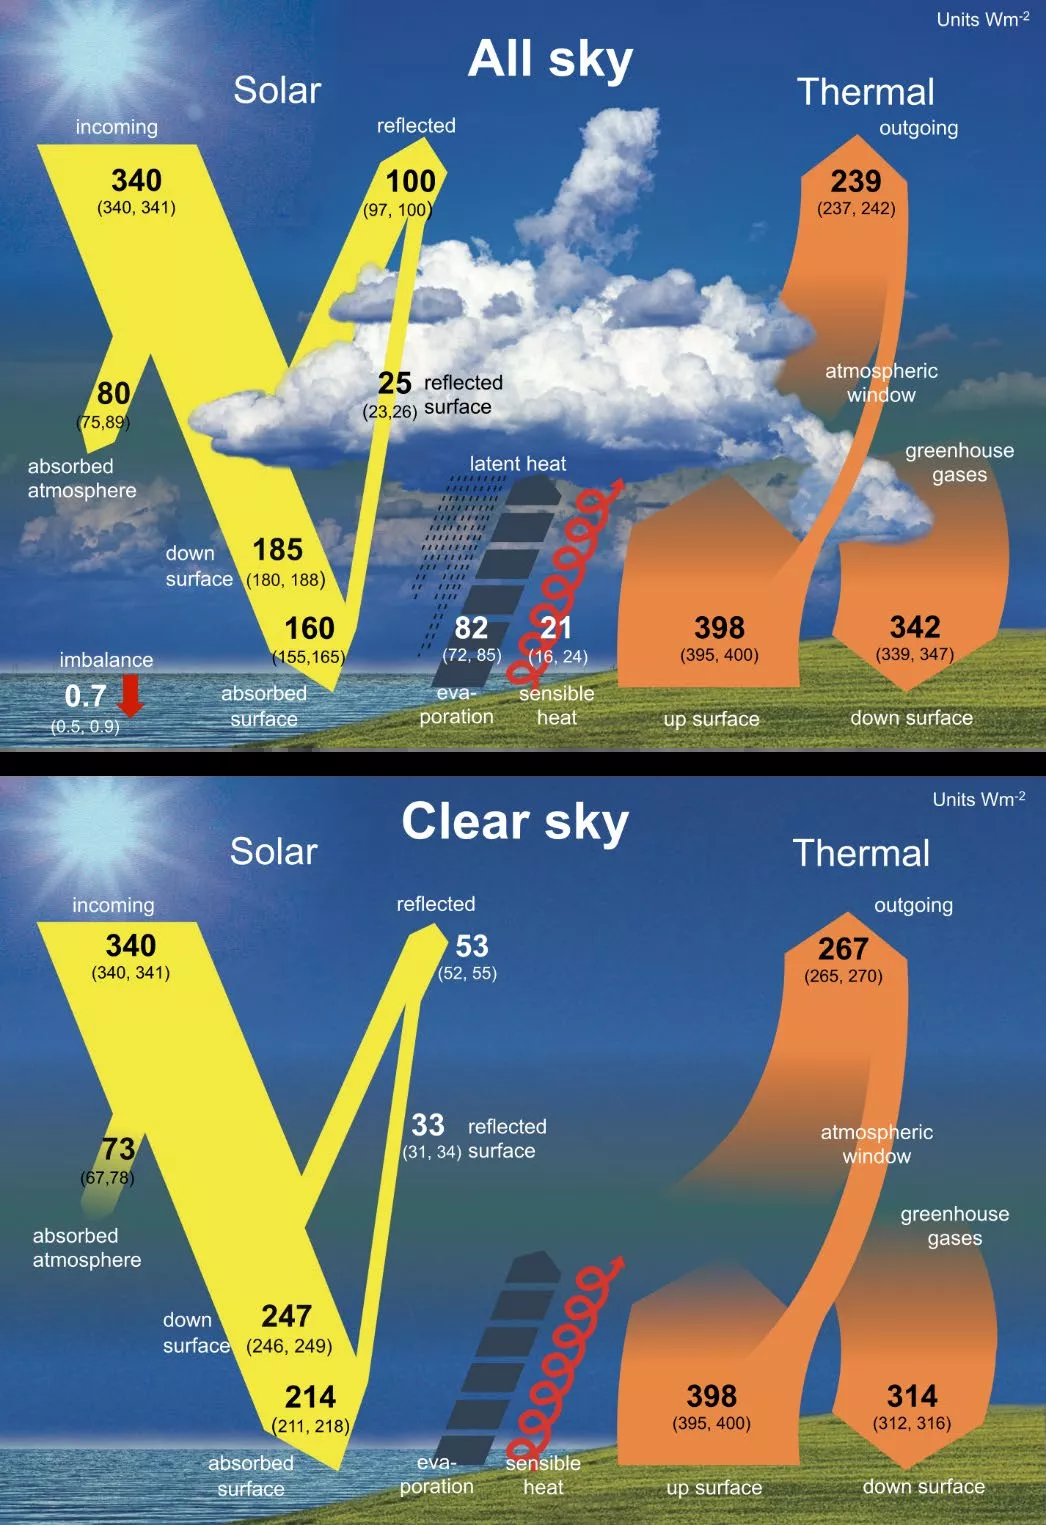 Units Wm-2
All sky
Solar
Thermal
incoming
reflected
outgoing
340
(340, 341)
100
(97, 100)
239
(237, 242)
80
(75,89)
absorbed
atmosphere
25
(23,26)
reflected
surface
atmospheric
window
greenhouse
gases
latent heat
down
surface
185
(180, 188)
160
(155,165)
absorbed
surface
imbalance
0.7
(0.5, 0.9)
82
(72, 85)
eva-
poration
21
(16, 24)
sensible
heat
398
(395, 400)
up surface
342
(339, 347)
down surface
Units Wm-2
Clear sky
Solar
Thermal
incoming
reflected
outgoing
340
(340, 341)
53
(52, 55)
267
(265, 270)
73
(67,78)
absorbed
atmosphere
33
(31, 34)
reflected
surface
atmospheric
window
greenhouse
gases
down
surface
247
(246, 249)
214
(211, 218)
absorbed
surface
eva-
poration
sensible
heat
398
(395, 400)
up surface
314
(312, 316)
down surface